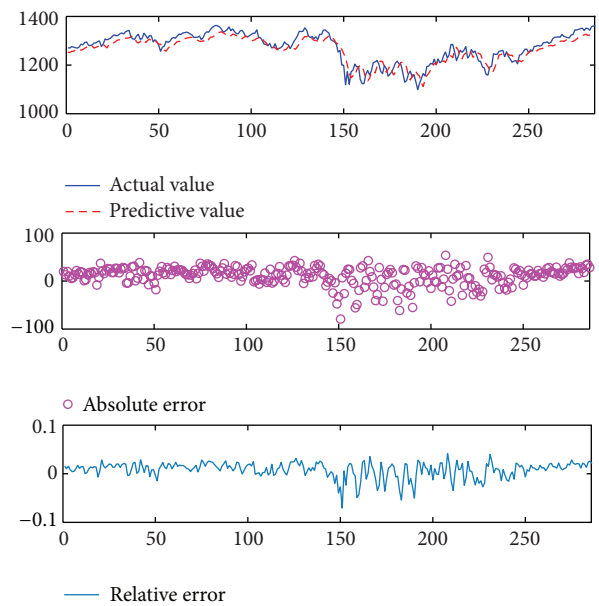 1400
1200
1000
0 50 100 150 200 250
Actual value
Predictive value
100
0
−100
0 50 100 150 200 250
Absolute error
0.1
0
−0.1
0 50 100 150 200 250
Relative error